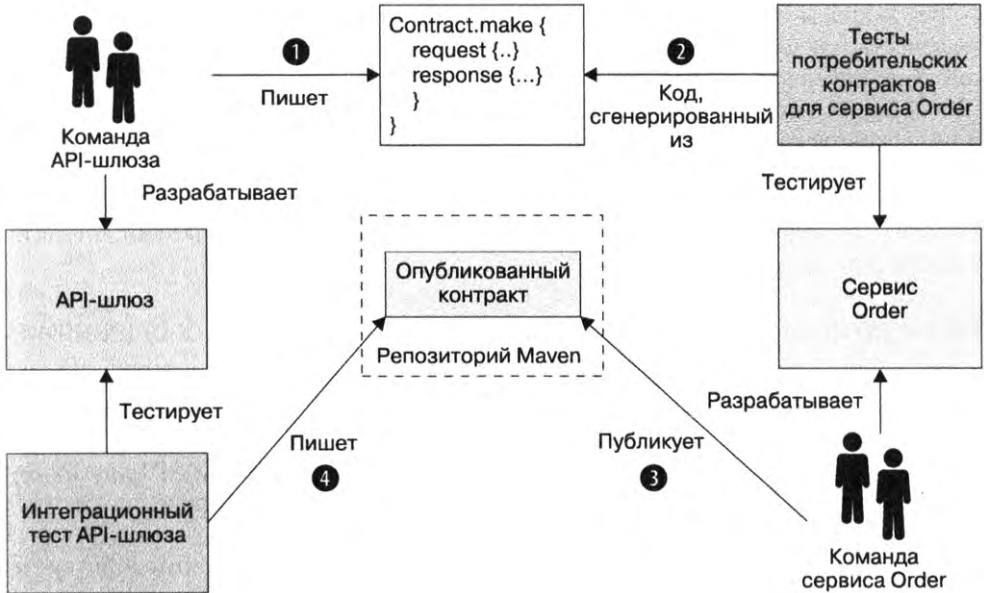 Contract.make {
request {..}
response {...}
}
}
1
Пишет
2
Код,
сгенерированный
из
Тесты
потребительских
контрактов
для сервиса Order
Команда
API-шлюза
Разрабатывает
Тестирует
API-шлюз
Опубликованный
контракт
Репозиторий Maven
Сервис
Order
Тестирует
Разрабатывает
Пишет
4
Публикует
3
Интеграционный
тест API-шлюза
Команда
сервиса Order